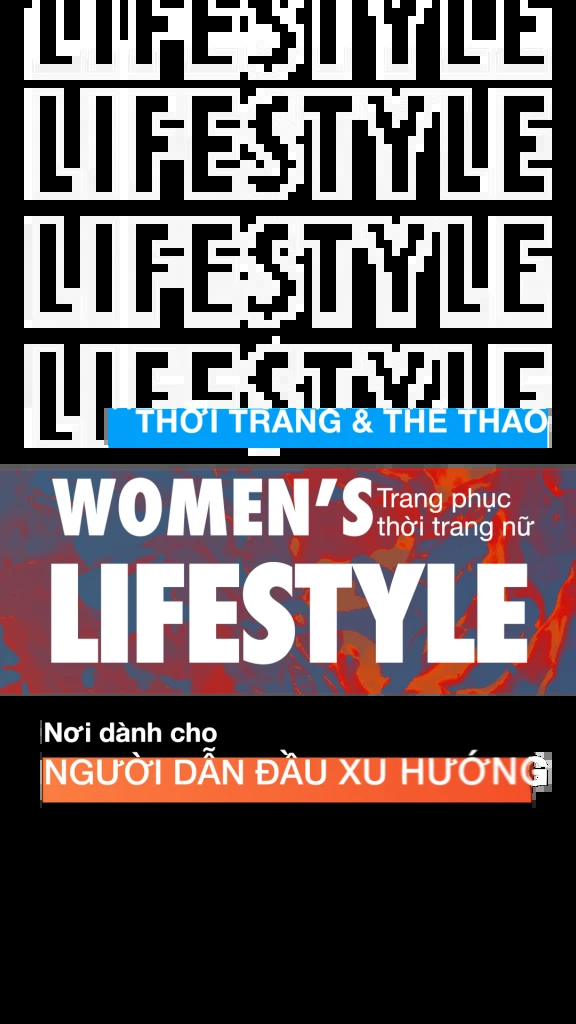 LIFESTYLE
LIFESTYLE
LIFESTYLE
LIFESTYLE
THỜI TRANG & THỂ THAO
WOMEN'S
Trang phục
thời trang nữ
LIFESTYLE
Nơi dành cho
NGƯỜI DẪN ĐẦU XU HƯỚNG